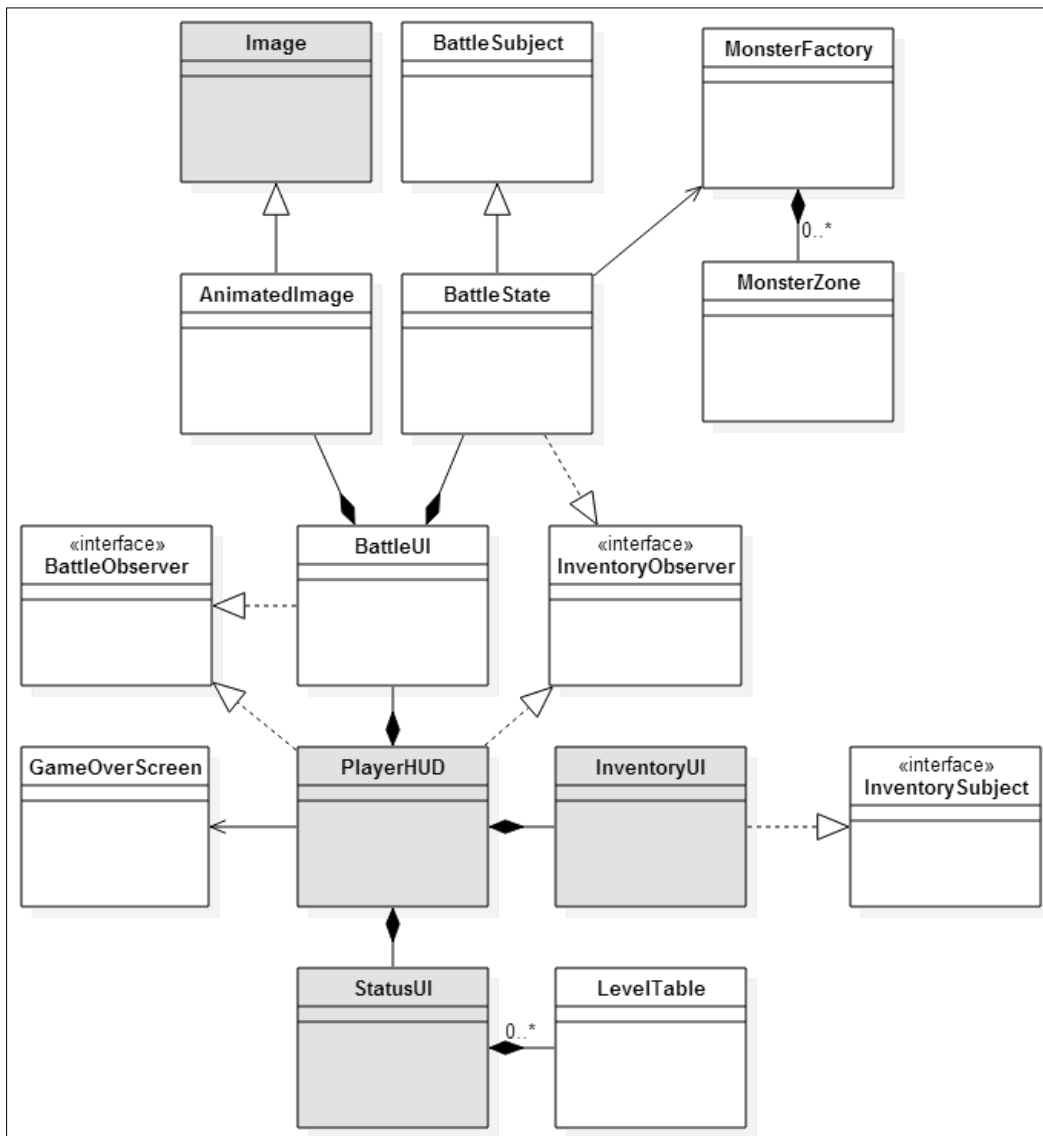 Image
BattleSubject
MonsterFactory
0..*
AnimatedImage
BattleState
MonsterZone
«interface»
BattleObserver
BattleUI
«interface»
InventoryObserver
GameOverScreen
PlayerHUD
InventoryUI
«interface»
InventorySubject
StatusUI
0..*
LevelTable